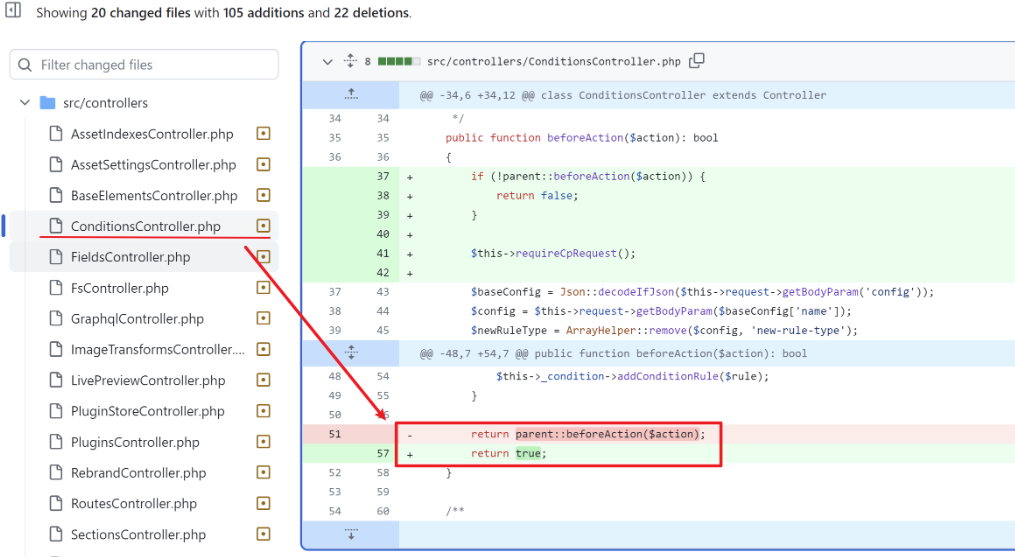 Showing 20 changed files with 105 additions and 22 deletions.
Filter changed files
src/controllers
AssetIndexesController.php
AssetSettingsController.php
BaseElementsController.php
ConditionsController.php
FieldsController.php
FsController.php
GraphqlController.php
ImageTransformsController....
LivePreviewController.php
PluginStoreController.php
PluginsController.php
RebrandController.php
RoutesController.php
SectionsController.php
8 src/controllers/ConditionsController.php
@@ -34,6 +34,12 @@ class ConditionsController extends Controller
34 34 */
35 35 public function beforeAction($action): bool
36 36 {
37 + if (!parent::beforeAction($action)) {
38 + return false;
39 + }
40 +
41 + $this->requireCpRequest();
42 +
37 43 $baseConfig = Json::decodeIfJson($this->request->getBodyParam('config'));
38 44 $config = $this->request->getBodyParam($baseConfig['name']);
39 45 $newRuleType = ArrayHelper::remove($config, 'new-rule-type');
@@ -48,7 +54,7 @@ public function beforeAction($action): bool
48 54 $this->_condition->addConditionRule($rule);
49 55 }
50
51 - return parent::beforeAction($action);
57 + return true;
52 58 }
53 59
54 60 /**